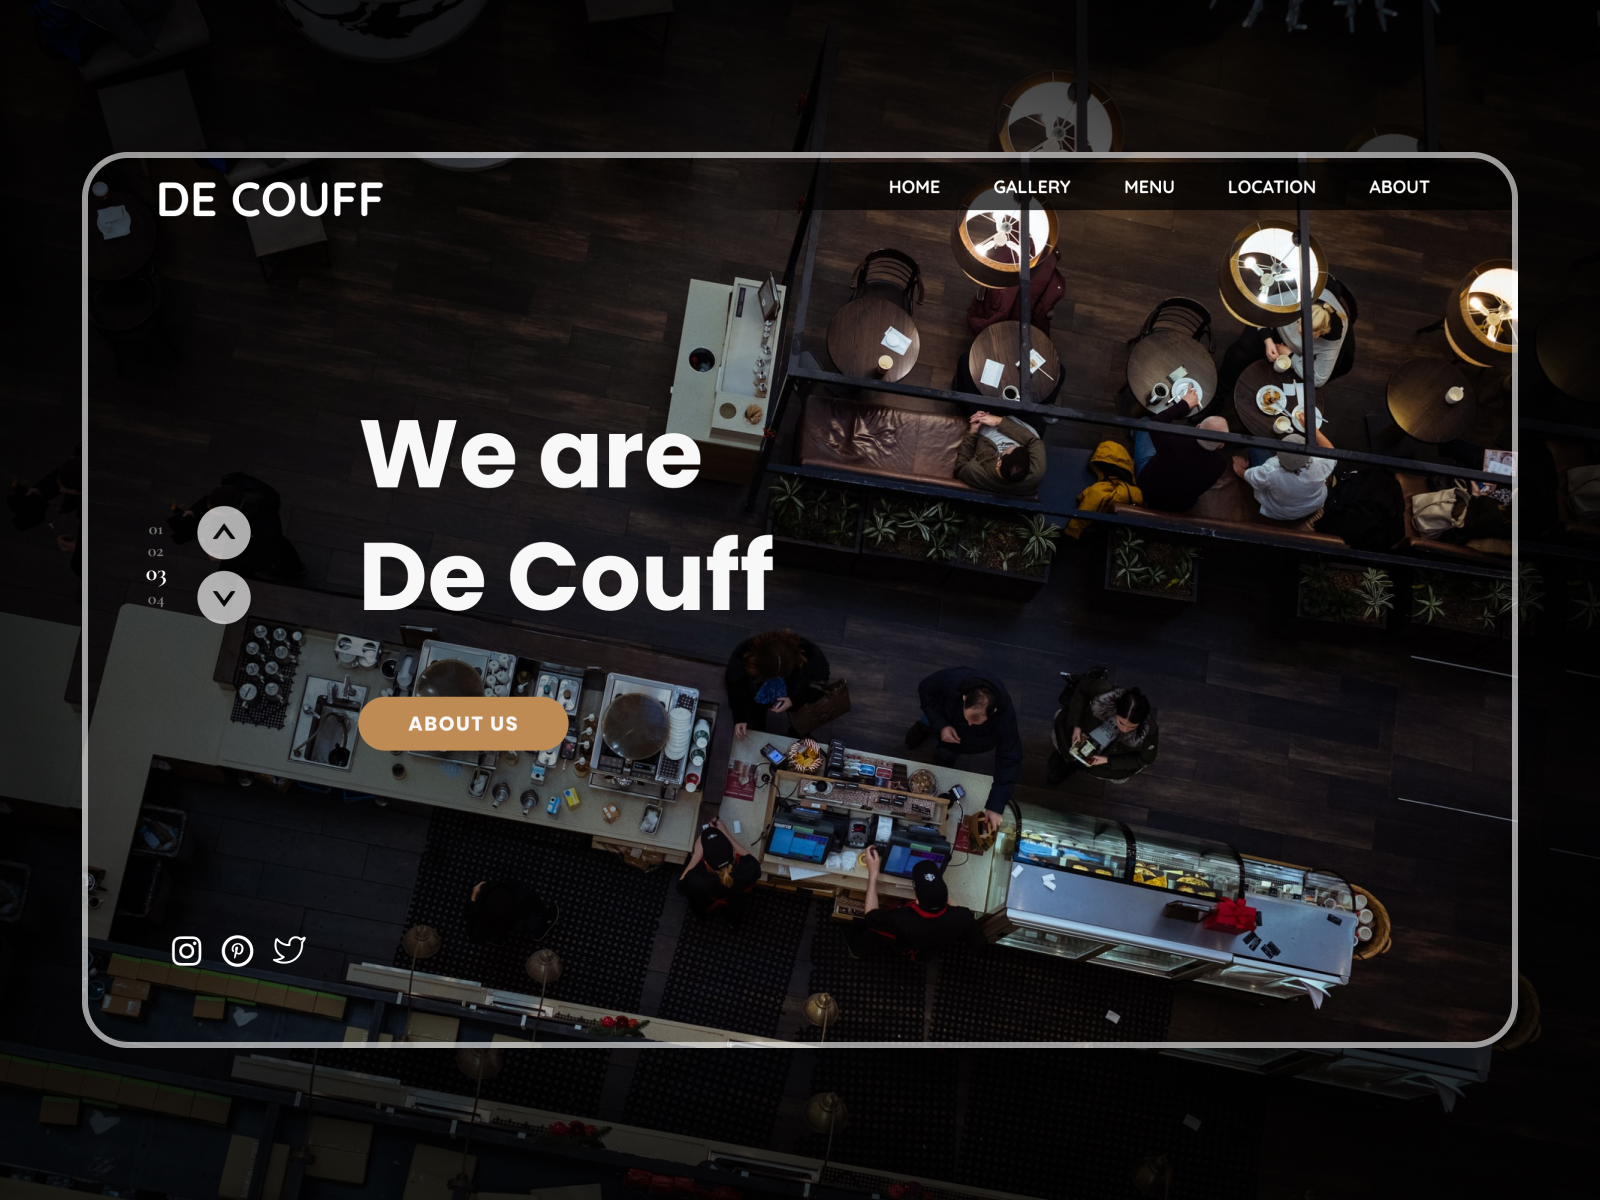 DE COUFF
HOME GALLERY MENU LOCATION ABOUT
We are
De Couff
01
02
03
04
ABOUT US